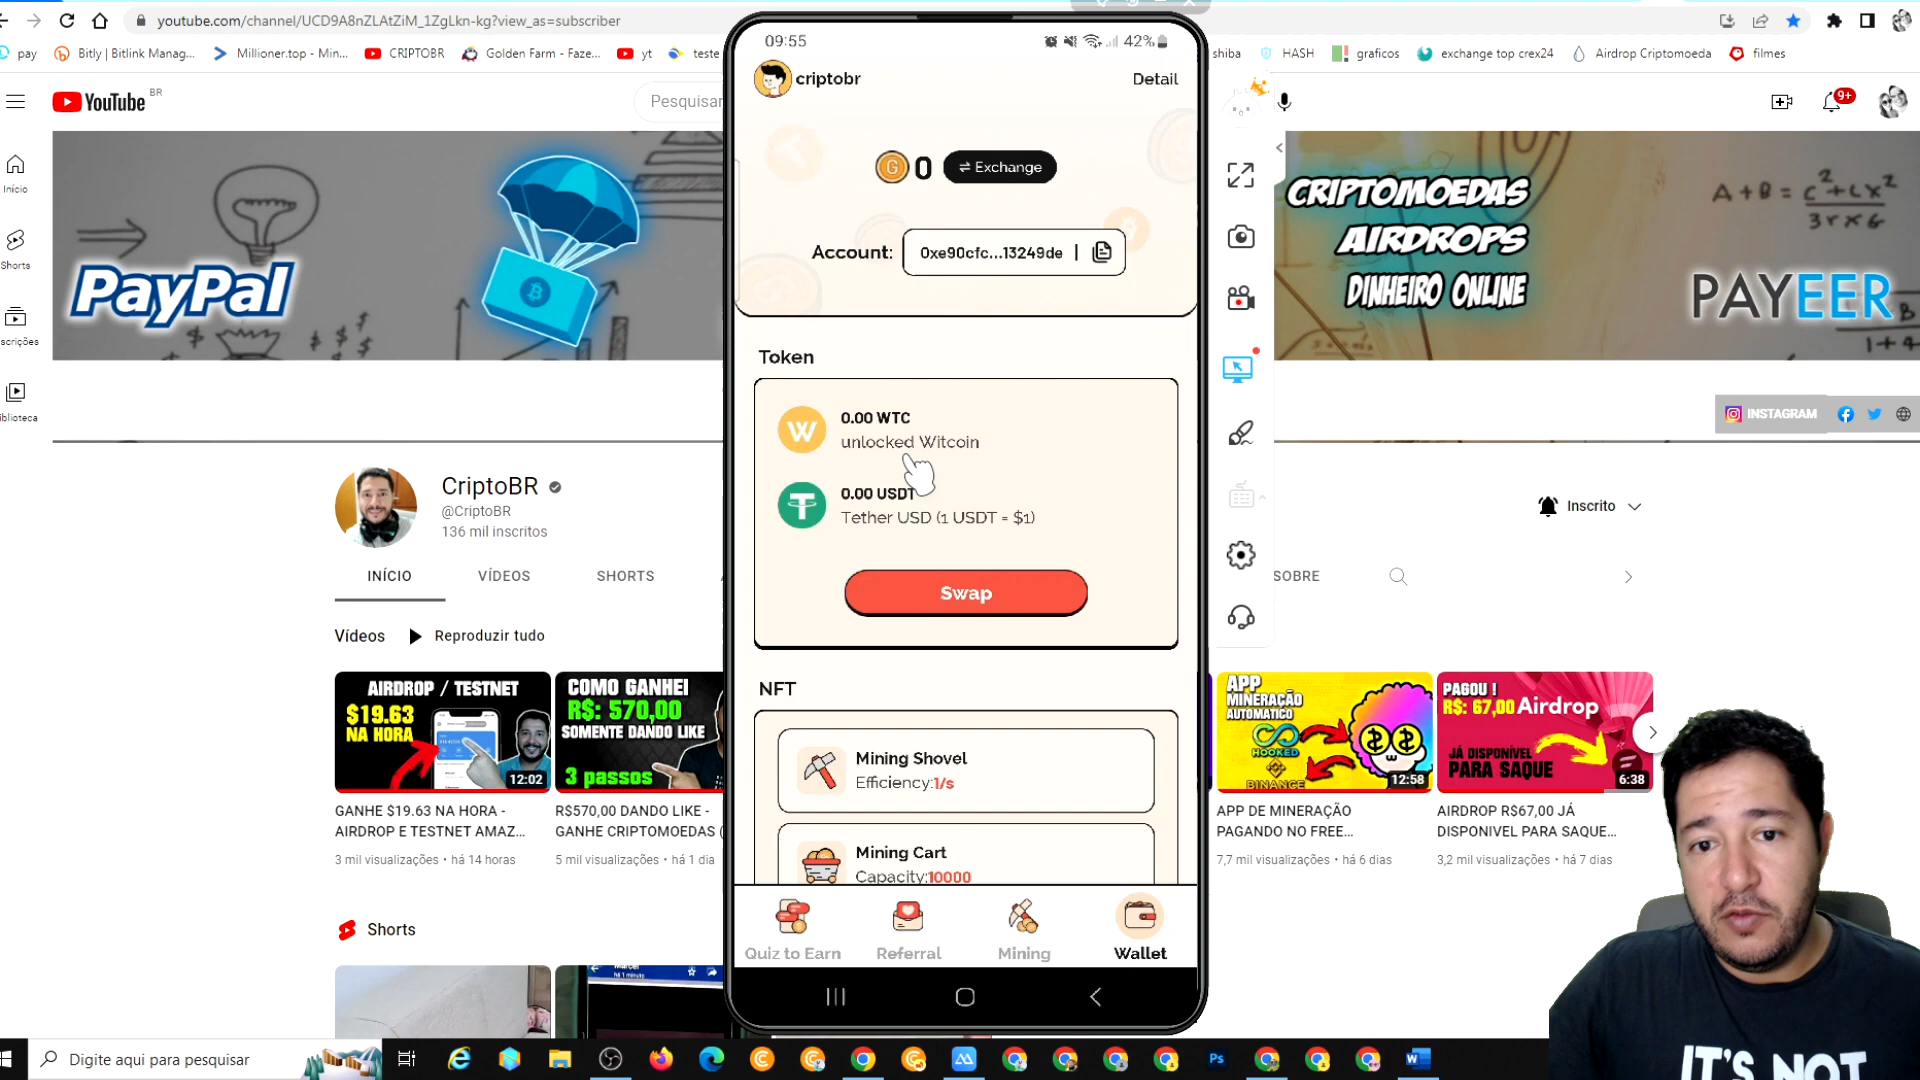 youtube.com/channel/UCD9A8nZLAtZiM_1ZgLkn-kg?view_as=subscriber
pay
Bitly | Bitlink Manag...
Millioner.top - Min...
CRIPTOBR
Golden Farm - Faze...
yt
teste
shiba
HASH
graficos
exchange top crex24
Airdrop Criptomoeda
filmes
YouTube BR
Pesquisar
9+
Início
Shorts
scrições
blioteca
PayPal
CRIPTOMOEDAS
AIRDROPS
DINHEIRO ONLINE
PAYEER
INSTAGRAM
CriptoBR
@CriptoBR
136 mil inscritos
Inscrito
INÍCIO
VÍDEOS
SHORTS
SOBRE
Vídeos
Reproduzir tudo
AIRDROP / TESTNET
$19.63
NA HORA
12:02
GANHE $19.63 NA HORA -
AIRDROP E TESTNET AMAZ...
3 mil visualizações • há 14 horas
COMO GANHEI
R$: 570,00
SOMENTE DANDO LIKE
3 passos
R$570,00 DANDO LIKE -
GANHE CRIPTOMOEDAS (
5 mil visualizações • há 1 dia
APP
MINERAÇÃO
AUTOMATICO
HOOKED
BINANCE
12:58
APP DE MINERAÇÃO
PAGANDO NO FREE...
7,7 mil visualizações • há 6 dias
PAGOU !
R$: 67,00 Airdrop
JÁ DISPONÍVEL
PARA SAQUE
6:38
AIRDROP R$67,00 JÁ
DISPONIVEL PARA SAQUE...
3,2 mil visualizações • há 7 dias
Shorts
09:55
42%
criptobr
Detail
G 0
Exchange
Account:
0xe90cfc...13249de
Token
W
0.00 WTC
unlocked Witcoin
0.00 USDT
Tether USD (1 USDT = $1)
Swap
NFT
Mining Shovel
Efficiency:1/s
Mining Cart
Capacity:10000
Quiz to Earn
Referral
Mining
Wallet
IT'S NOT
Digite aqui para pesquisar
Ps